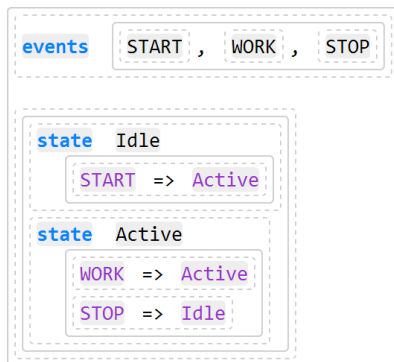 events START , WORK , STOP
state Idle
START => Active
state Active
WORK => Active
STOP => Idle